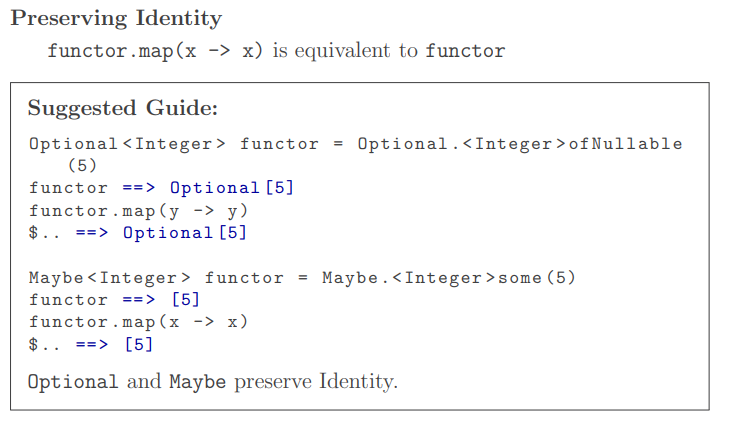 Preserving Identity
functor.map(x -> x) is equivalent to functor
Suggested Guide:
Optional<Integer> functor = Optional.<Integer>ofNullable
(5)
functor ==> Optional[5]
functor.map(y -> y)
$.. ==> Optional[5]
Maybe<Integer> functor = Maybe.<Integer>some(5)
functor ==> [5]
functor.map(x -> x)
$.. ==> [5]
Optional and Maybe preserve Identity.